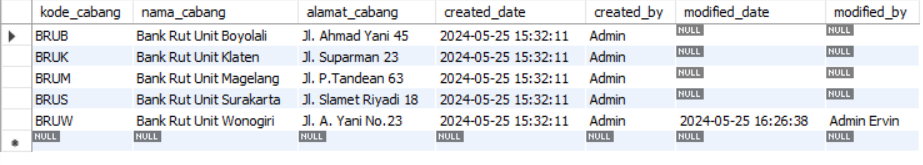 kode_cabang nama_cabang alamat_cabang created_date created_by modified_date modified_by
BRUB Bank Rut Unit Boyolali Jl. Ahmad Yani 45 2024-05-25 15:32:11 Admin NULL NULL
BRUK Bank Rut Unit Klaten Jl. Suparman 23 2024-05-25 15:32:11 Admin NULL NULL
BRUM Bank Rut Unit Magelang Jl. P.Tandean 63 2024-05-25 15:32:11 Admin NULL NULL
BRUS Bank Rut Unit Surakarta Jl. Slamet Riyadi 18 2024-05-25 15:32:11 Admin NULL NULL
BRUW Bank Rut Unit Wonogiri Jl. A. Yani No.23 2024-05-25 15:32:11 Admin 2024-05-25 16:26:38 Admin Ervin
NULL NULL NULL NULL NULL NULL NULL